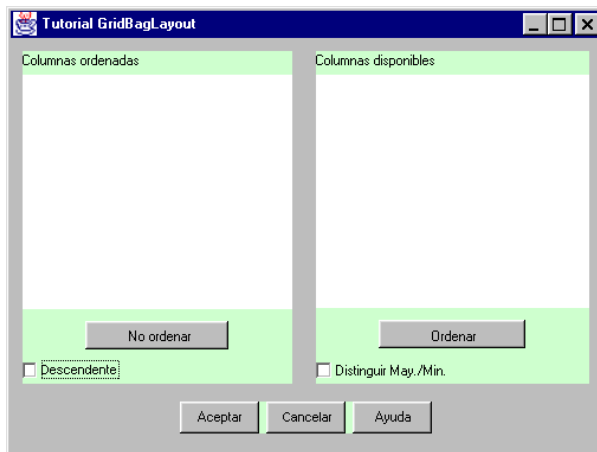 Tutorial GridBagLayout
Columnas ordenadas
Columnas disponibles
No ordenar
Ordenar
Descendente
Distinguir May./Min.
Aceptar
Cancelar
Ayuda